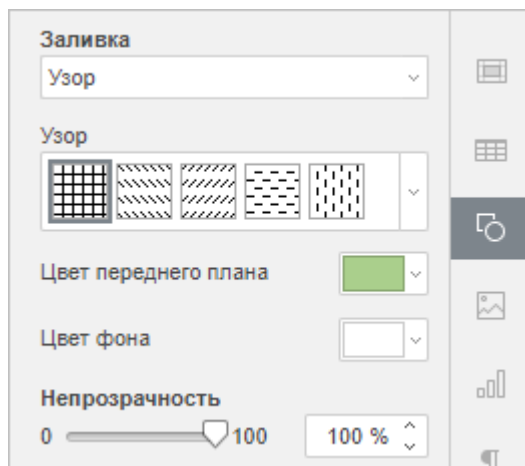 Заливка
Узор
Узор
Цвет переднего плана
Цвет фона
Непрозрачность
0 100 100 %